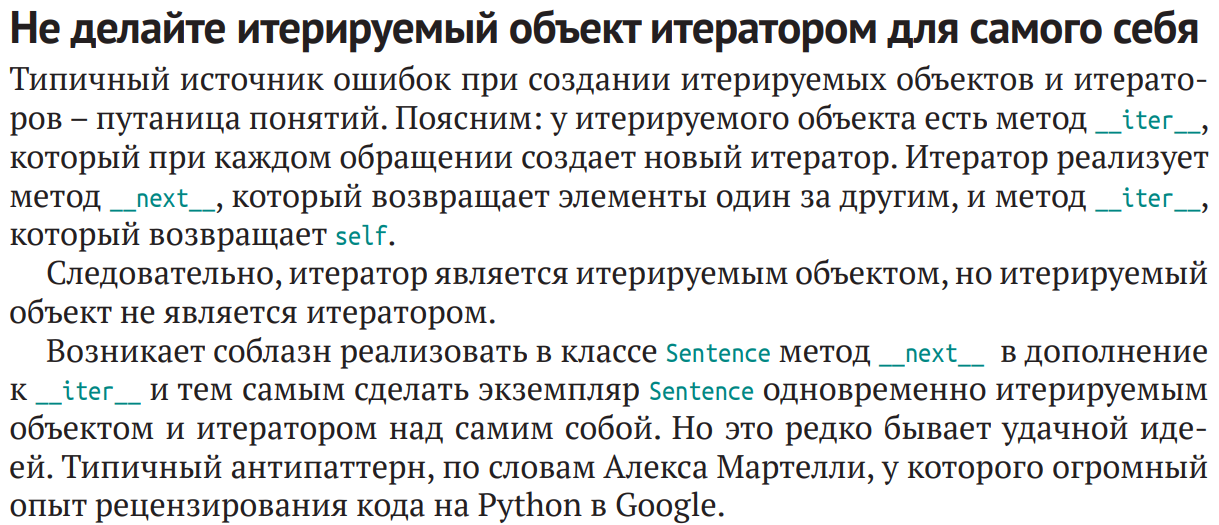 Не делайте итерируемый объект итератором для самого себя
Типичный источник ошибок при создании итерируемых объектов и итерато-
ров – путаница понятий. Поясним: у итерируемого объекта есть метод __iter__,
который при каждом обращении создает новый итератор. Итератор реализует
метод __next__, который возвращает элементы один за другим, и метод __iter__,
который возвращает self.
Следовательно, итератор является итерируемым объектом, но итерируемый
объект не является итератором.
Возникает соблазн реализовать в классе Sentence метод __next__ в дополнение
к __iter__ и тем самым сделать экземпляр Sentence одновременно итерируемым
объектом и итератором над самим собой. Но это редко бывает удачной иде-
ей. Типичный антипаттерн, по словам Алекса Мартелли, у которого огромный
опыт рецензирования кода на Python в Google.